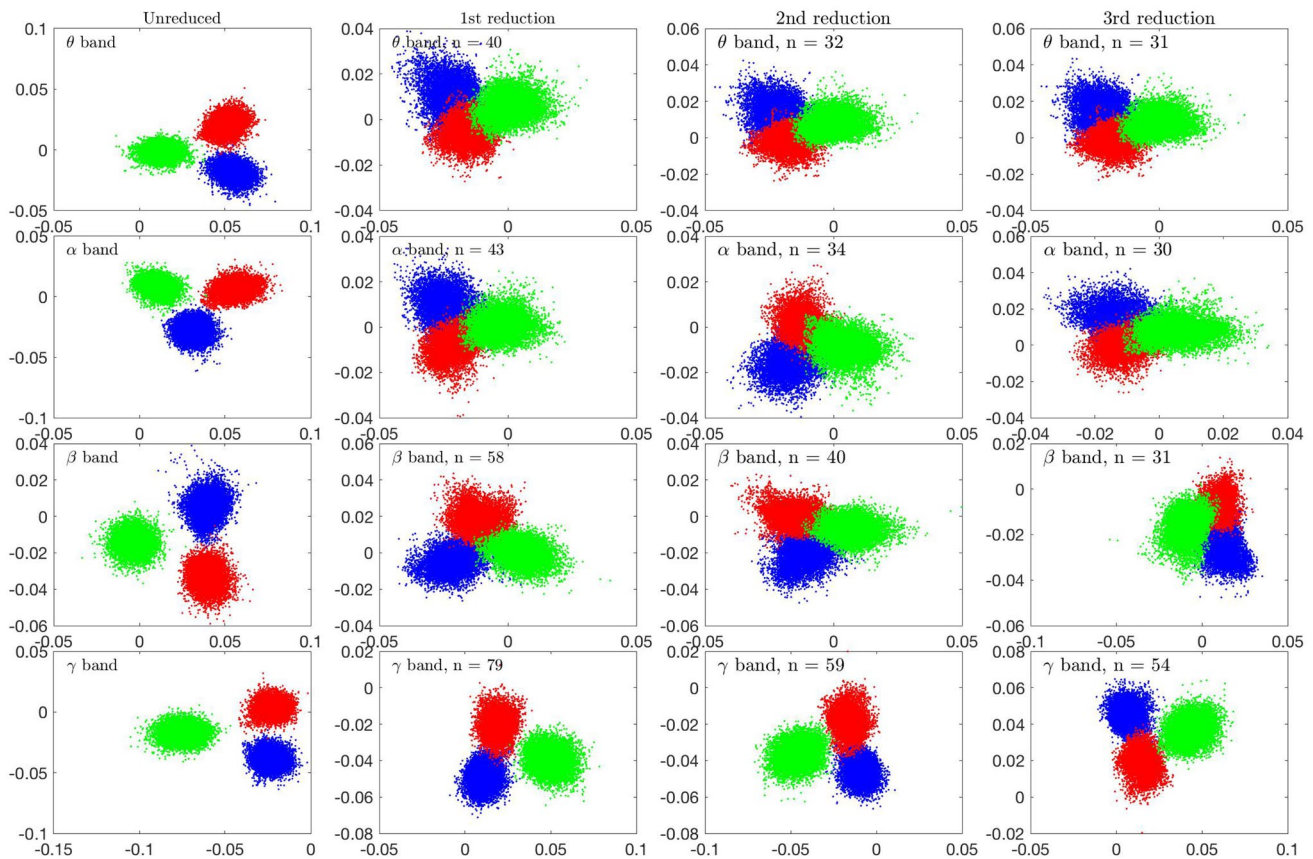 Unreduced
0.1
θ band
0.05
0
-0.05
-0.05 0 0.05 0.1
1st reduction
0.04
θ band, n = 40
0.02
0
-0.02
-0.04
-0.05 0 0.05
2nd reduction
0.06
θ band, n = 32
0.04
0.02
0
-0.02
-0.04
-0.05 0 0.05
3rd reduction
0.06
θ band, n = 31
0.04
0.02
0
-0.02
-0.04
-0.05 0 0.05
0.05
α band
0
-0.05
-0.1
-0.05 0 0.05 0.1
0.04
α band, n = 43
0.02
0
-0.02
-0.04
-0.05 0 0.05
0.04
α band, n = 34
0.02
0
-0.02
-0.04
-0.05 0 0.05
0.06
α band, n = 30
0.04
0.02
0
-0.02
-0.04
-0.04 -0.02 0 0.02 0.04
0.04
β band
0.02
0
-0.02
-0.04
-0.06
-0.05 0 0.05 0.1
0.06
β band, n = 58
0.04
0.02
0
-0.02
-0.04
-0.05 0 0.05
0.04
β band, n = 40
0.02
0
-0.02
-0.04
-0.06
-0.05 0 0.05
0.02
β band, n = 31
0
-0.02
-0.04
-0.06
-0.1 -0.05 0 0.05
0.05
γ band
0
-0.05
-0.1
-0.15 -0.1 -0.05 0
0.02
γ band, n = 79
0
-0.02
-0.04
-0.06
-0.08
-0.05 0 0.05 0.1
0.02
γ band, n = 59
0
-0.02
-0.04
-0.06
-0.08
-0.1 -0.05 0 0.05
0.08
γ band, n = 54
0.06
0.04
0.02
0
-0.02
-0.05 0 0.05 0.1